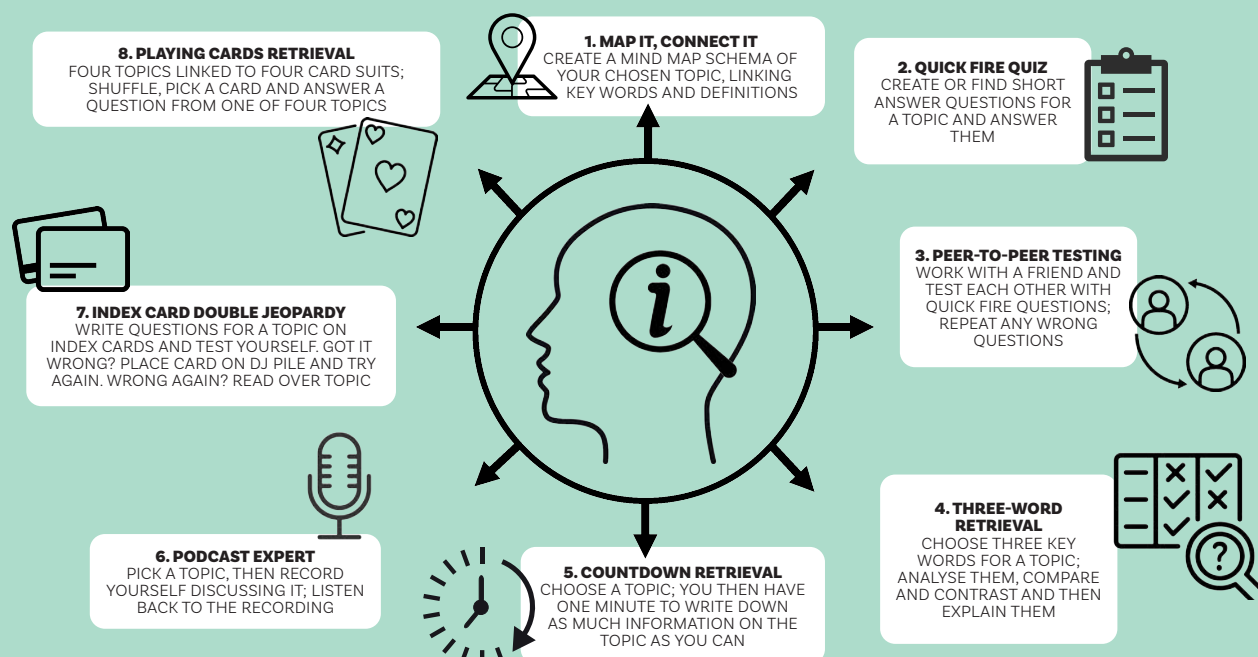 1. MAP IT, CONNECT IT
CREATE A MIND MAP SCHEMA OF
YOUR CHOSEN TOPIC, LINKING
KEY WORDS AND DEFINITIONS
2. QUICK FIRE QUIZ
CREATE OR FIND SHORT
ANSWER QUESTIONS FOR
A TOPIC AND ANSWER
THEM
3. PEER-TO-PEER TESTING
WORK WITH A FRIEND AND
TEST EACH OTHER WITH
QUICK FIRE QUESTIONS;
REPEAT ANY WRONG
QUESTIONS
4. THREE-WORD
RETRIEVAL
CHOOSE THREE KEY
WORDS FOR A TOPIC;
ANALYSE THEM, COMPARE
AND CONTRAST AND THEN
EXPLAIN THEM
5. COUNTDOWN RETRIEVAL
CHOOSE A TOPIC; YOU THEN HAVE
ONE MINUTE TO WRITE DOWN
AS MUCH INFORMATION ON THE
TOPIC AS YOU CAN
6. PODCAST EXPERT
PICK A TOPIC, THEN RECORD
YOURSELF DISCUSSING IT; LISTEN
BACK TO THE RECORDING
7. INDEX CARD DOUBLE JEOPARDY
WRITE QUESTIONS FOR A TOPIC ON
INDEX CARDS AND TEST YOURSELF. GOT IT
WRONG? PLACE CARD ON DJ PILE AND TRY
AGAIN. WRONG AGAIN? READ OVER TOPIC
8. PLAYING CARDS RETRIEVAL
FOUR TOPICS LINKED TO FOUR CARD SUITS;
SHUFFLE, PICK A CARD AND ANSWER A
QUESTION FROM ONE OF FOUR TOPICS
i
?